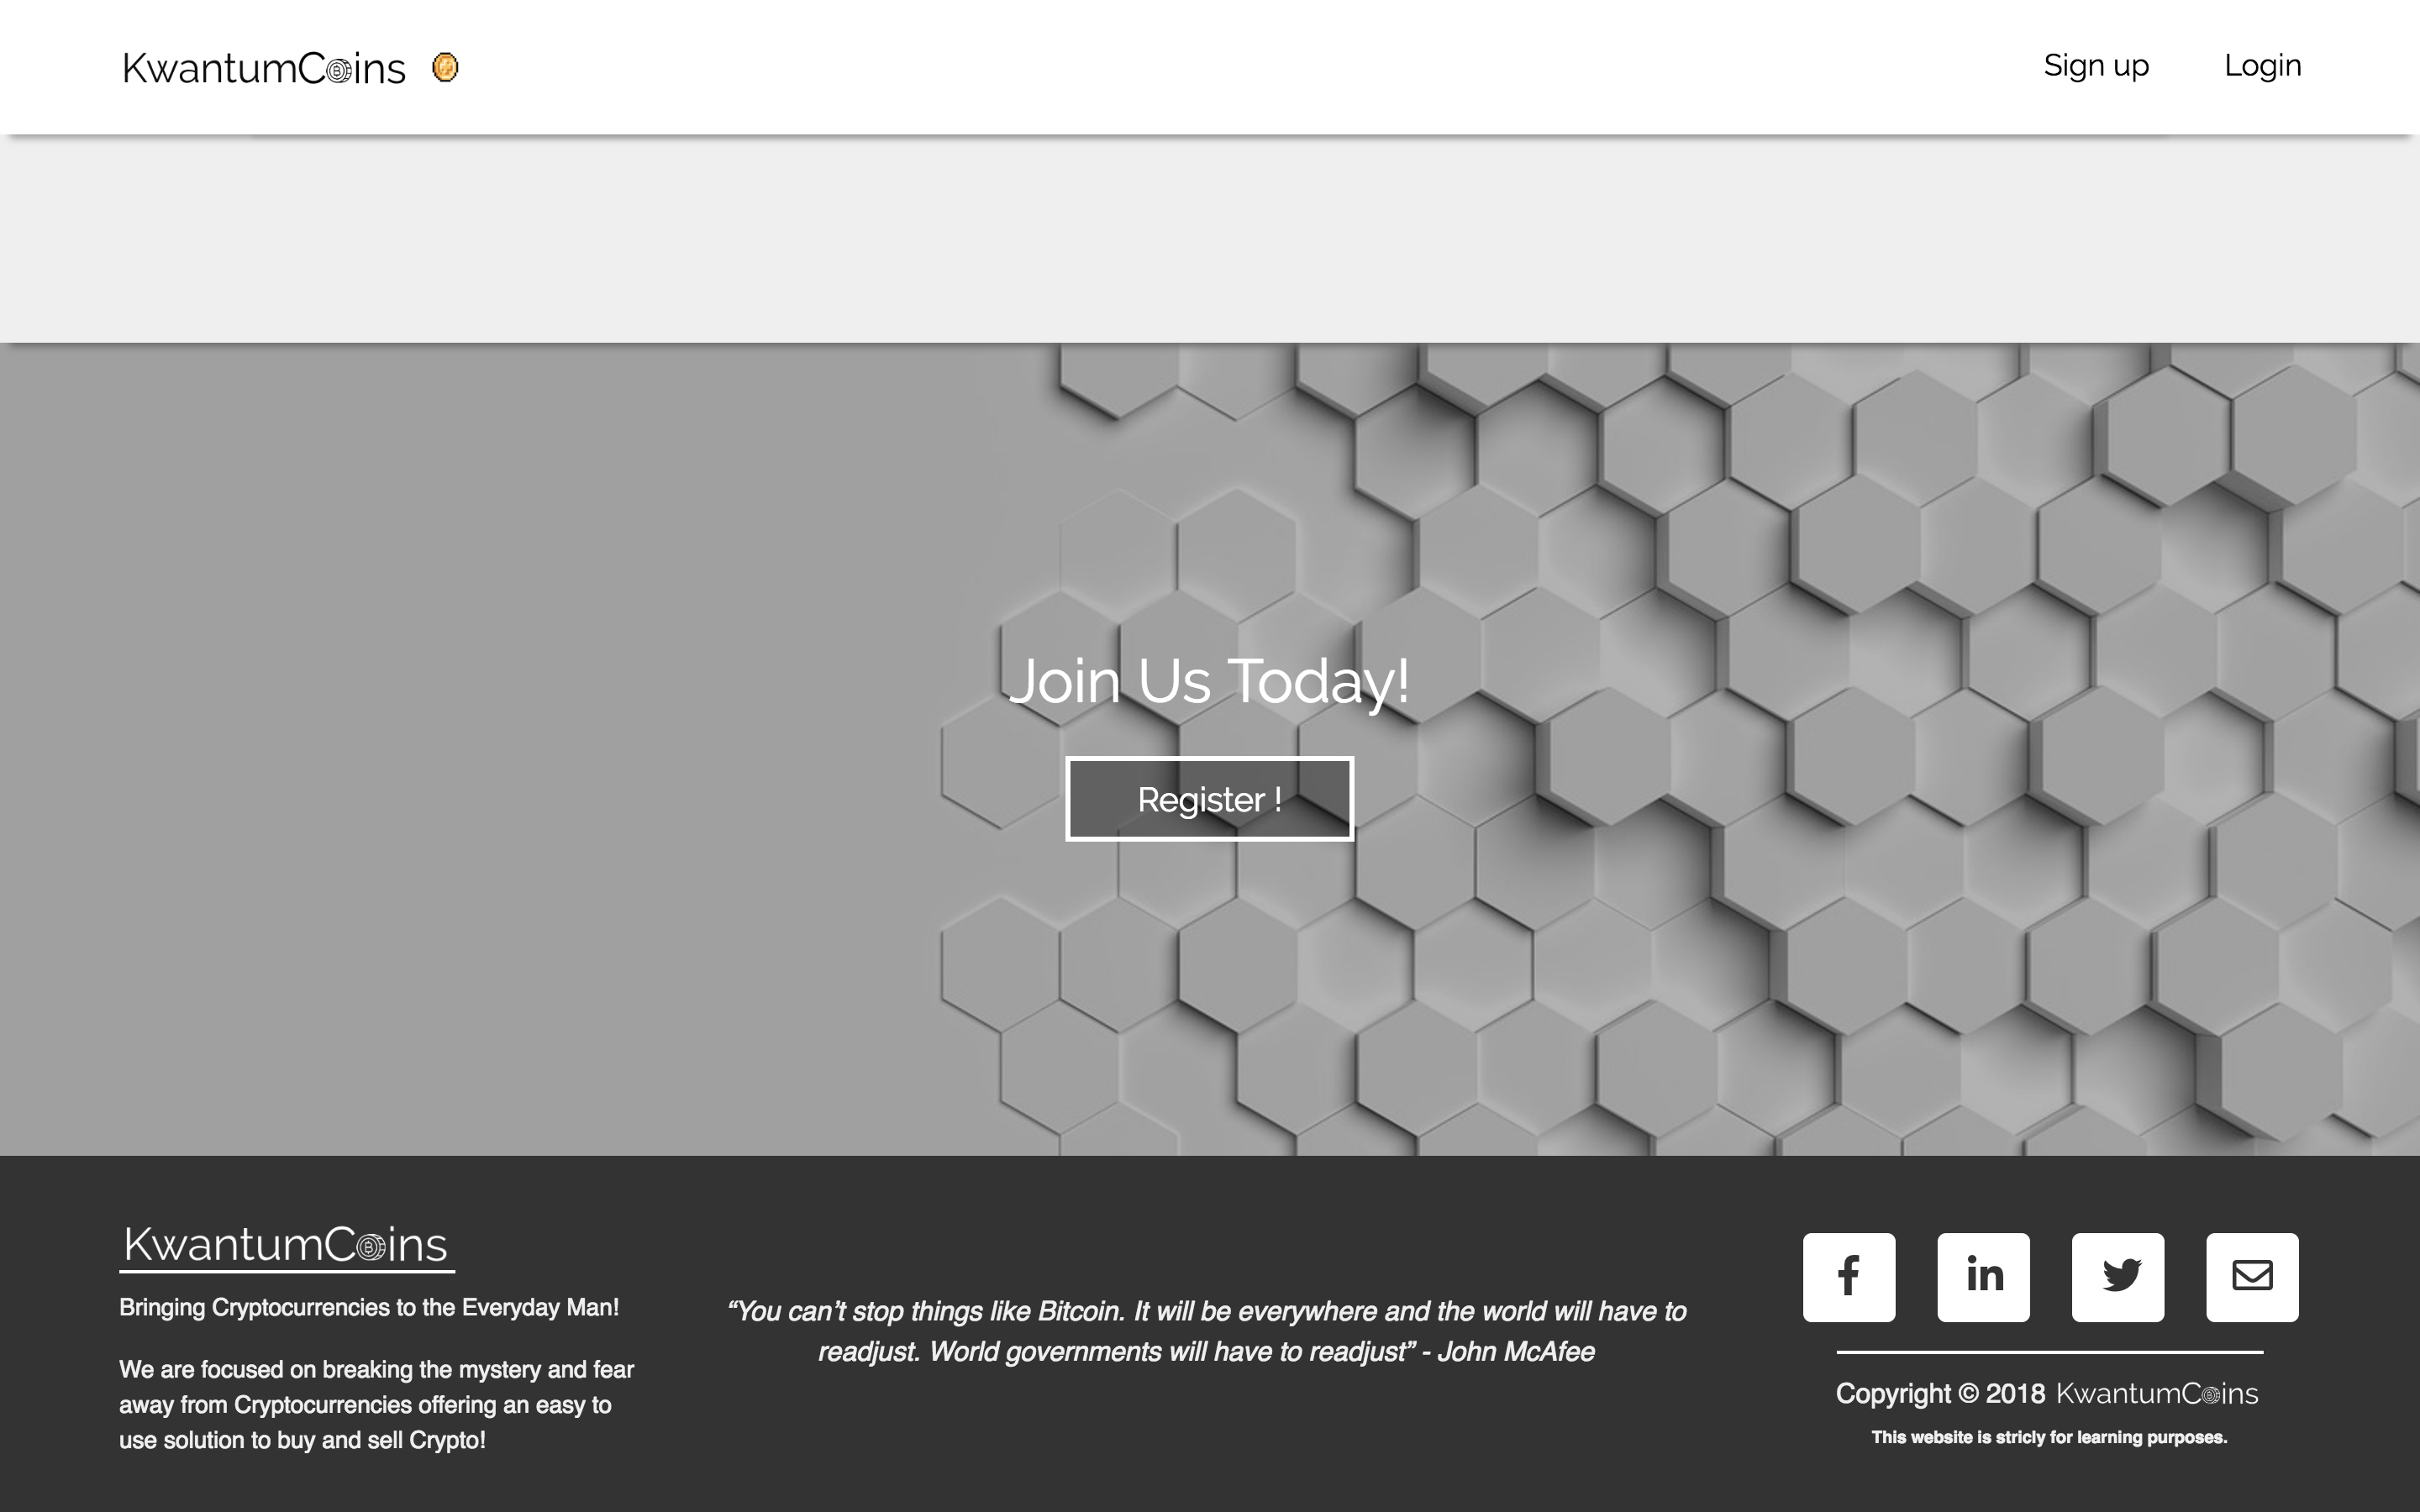 KwantumCoins
Sign up
Login
Join Us Today!
Register !
KwantumCoins
Bringing Cryptocurrencies to the Everyday Man!
We are focused on breaking the mystery and fear
away from Cryptocurrencies offering an easy to
use solution to buy and sell Crypto!
“You can’t stop things like Bitcoin. It will be everywhere and the world will have to
readjust. World governments will have to readjust” - John McAfee
Copyright © 2018 KwantumCoins
This website is stricly for learning purposes.